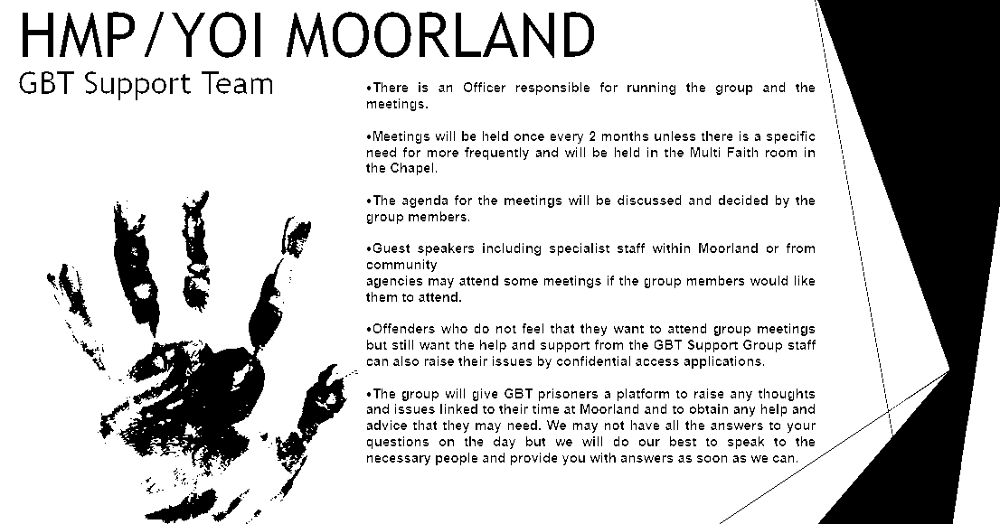 HMP/YOI MOORLAND
GBT Support Team
•There is an Officer responsible for running the group and the
meetings.
•Meetings will be held once every 2 months unless there is a specific
need for more frequently and will be held in the Multi Faith room in
the Chapel.
•The agenda for the meetings will be discussed and decided by the
group members.
•Guest speakers including specialist staff within Moorland or from
community
agencies may attend some meetings if the group members would like
them to attend.
•Offenders who do not feel that they want to attend group meetings
but still want the help and support from the GBT Support Group staff
can also raise their issues by confidential access applications.
•The group will give GBT prisoners a platform to raise any thoughts
and issues linked to their time at Moorland and to obtain any help and
advice that they may need. We may not have all the answers to your
questions on the day but we will do our best to speak to the
necessary people and provide you with answers as soon as we can.